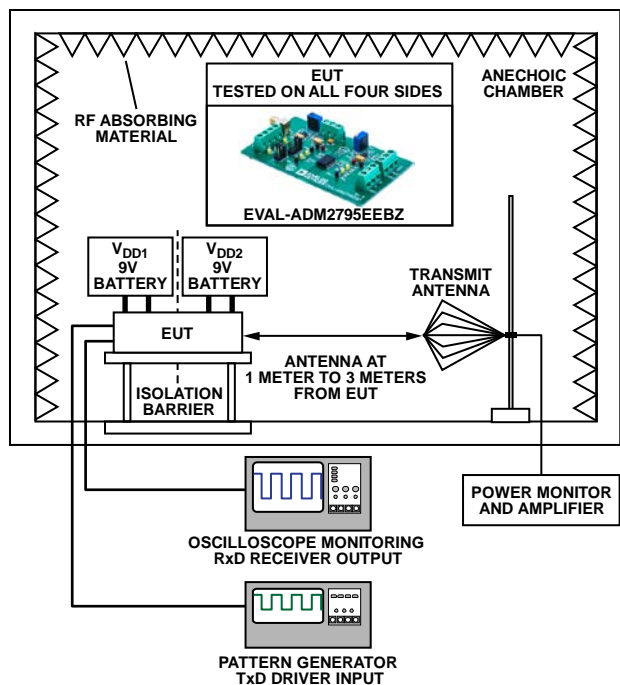 EUT
TESTED ON ALL FOUR SIDES
ANECHOIC
CHAMBER
RF ABSORBING
MATERIAL
EVAL-ADM2795EEBZ
VDD1
9V
BATTERY
VDD2
9V
BATTERY
TRANSMIT
ANTENNA
EUT
ANTENNA AT
1 METER TO 3 METERS
FROM EUT
ISOLATION
BARRIER
POWER MONITOR
AND AMPLIFIER
OSCILLOSCOPE MONITORING
RxD RECEIVER OUTPUT
PATTERN GENERATOR
TxD DRIVER INPUT